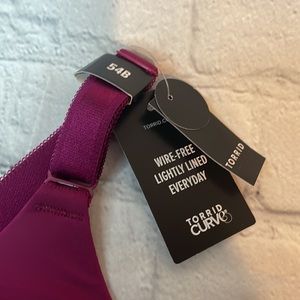 54B
TORRID.C
WIRE-FREE
LIGHTLY LINED
EVERYDAY
TORRID
CURVE
TORRID